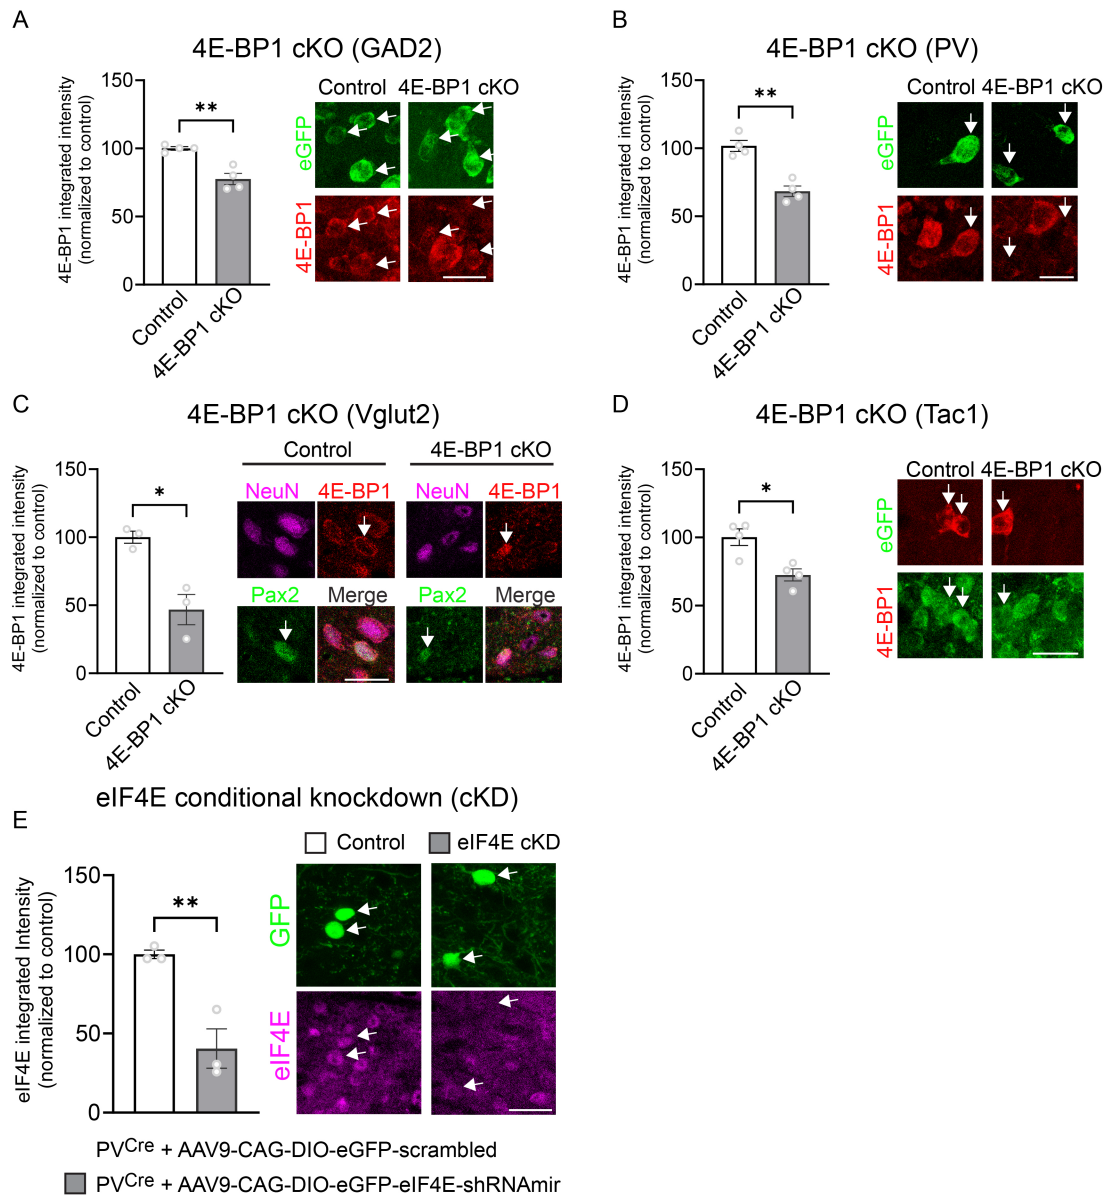 A
4E-BP1 cKO (GAD2)
4E-BP1 integrated intensity
(normalized to control)
150
100
50
0
**
Control
4E-BP1 cKO
Control 4E-BP1 cKO
eGFP
4E-BP1
B
4E-BP1 cKO (PV)
4E-BP1 integrated intensity
(normalized to control)
150
100
50
0
**
Control
4E-BP1 cKO
Control 4E-BP1 cKO
eGFP
4E-BP1
C
4E-BP1 cKO (Vglut2)
4E-BP1 integrated intensity
(normalized to control)
150
100
50
0
*
Control
4E-BP1 cKO
Control
4E-BP1 cKO
NeuN 4E-BP1 NeuN 4E-BP1
Pax2 Merge Pax2 Merge
D
4E-BP1 cKO (Tac1)
4E-BP1 integrated intensity
(normalized to control)
150
100
50
0
*
Control
4E-BP1 cKO
Control 4E-BP1 cKO
eGFP
4E-BP1
eIF4E conditional knockdown (cKD)
E
Control eIF4E cKD
eIF4E integrated Intensity
(normalized to control)
150
100
50
0
**
GFP
eIF4E
PVCre + AAV9-CAG-DIO-eGFP-scrambled
PVCre + AAV9-CAG-DIO-eGFP-eIF4E-shRNAmir